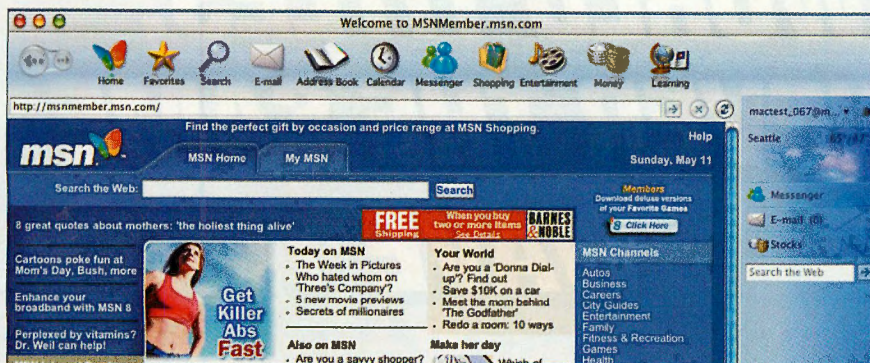 Welcome to MSNMember.msn.com
Home
Favorites
Search
E-mail
Address Book
Calendar
Messenger
Shopping
Entertainment
Money
Learning
http://msnmember.msn.com/
mactest_067@m...
Find the perfect gift by occasion and price range at MSN Shopping.
Help
msn
MSN Home
My MSN
Sunday, May 11
Seattle
Search the Web:
Search
Members
Download deluxe versions
of your Favorite Games
8 Click Here
Messenger
E-mail (0)
Stocks
Search the Web
8 great quotes about mothers: 'the holiest thing alive'
FREE
Shipping
When you buy
two or more items
See Details
BARNES
&NOBLE
Cartoons poke fun at
Mom's Day, Bush, more
Enhance your
broadband with MSN 8
Perplexed by vitamins?
Dr. Weil can help!
Get
Killer
Abs
Fast
Today on MSN
The Week in Pictures
Who hated whom on
'Three's Company'?
5 new movie previews
Secrets of millionaires
Also on MSN
Are you a savvy shopper?
Your World
Are you a 'Donna Dial-
up'? Find out
Save $10K on a car
Meet the mom behind
'The Godfather'
Redo a room: 10 ways
Make her day
Which of
MSN Channels
Autos
Business
Careers
City Guides
Entertainment
Family
Fitness & Recreation
Games
Health